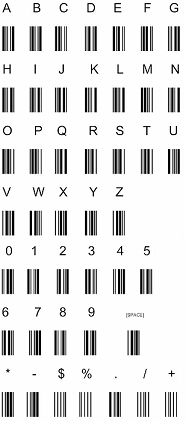 A B C D E F G
H I J K L M N
O P Q R S T U
V W X Y Z
0 1 2 3 4 5
6 7 8 9 [SPACE]
* - $ % . / +